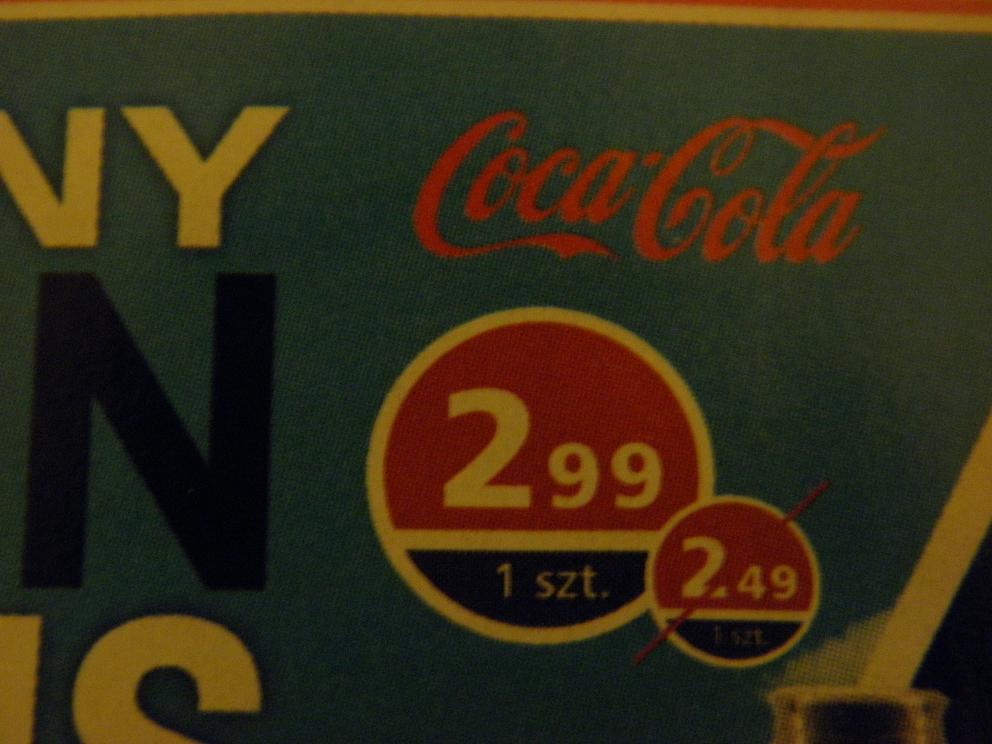 NY
N
Coca-Cola
2 99
1 szt.
2.49
1 szt.